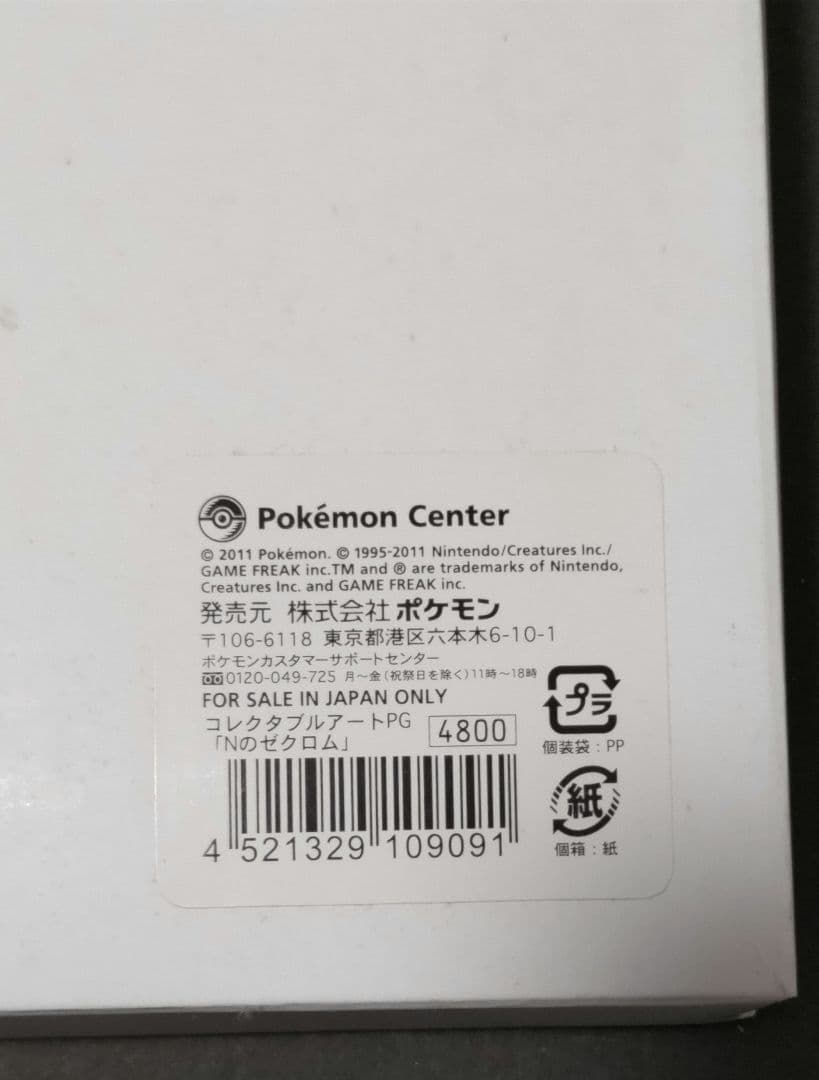 Pokémon Center
© 2011 Pokémon. © 1995-2011 Nintendo/Creatures Inc./
GAME FREAK inc.TM and ® are trademarks of Nintendo,
Creatures Inc. and GAME FREAK inc.
発売元 株式会社ポケモン
〒106-6118 東京都港区六本木6-10-1
ポケモンカスタマーサポートセンター
0120-049-725 月～金(祝祭日を除く)11時～18時
FOR SALE IN JAPAN ONLY
コレクタブルアートPG
「Nのゼクロム」
4800
プラ
個装袋：PP
紙
個箱：紙
4 521329 109091